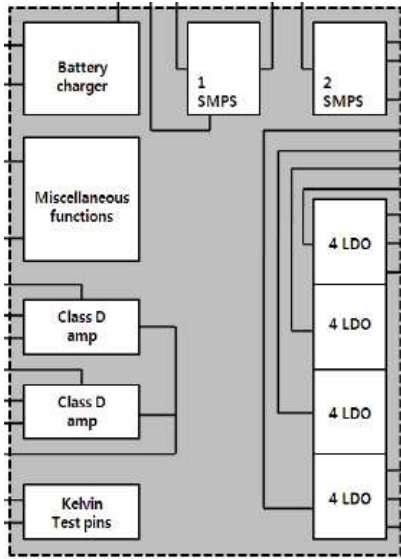 Battery
charger
1
SMPS
2
SMPS
Miscellaneous
functions
4 LDO
Class D
amp
4 LDO
Class D
amp
4 LDO
Kelvin
Test pins
4 LDO